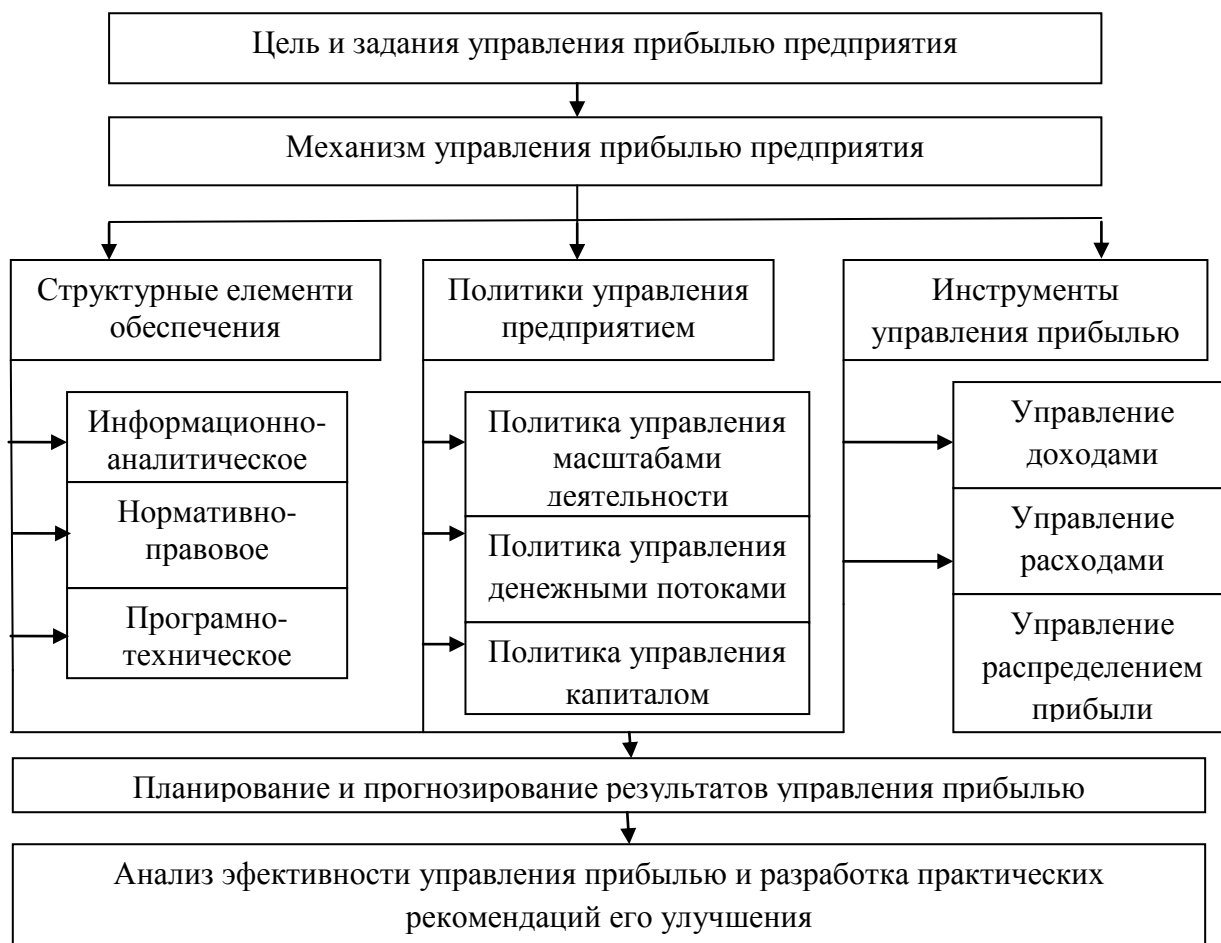 Цель и задания управления прибылью предприятия
Механизм управления прибылью предприятия
Структурные елементи
обеспечения
Информационно-
аналитическое
Нормативно-
правовое
Програмно-
техническое
Политики управления
предприятием
Политика управления
масштабами
деятельности
Политика управления
денежными потоками
Политика управления
капиталом
Инструменты
управления прибылью
Управление
доходами
Управление
расходами
Управление
распределением
прибыли
Планирование и прогнозирование результатов управления прибылью
Анализ эфективности управления прибылью и разработка практических
рекомендаций его улучшения